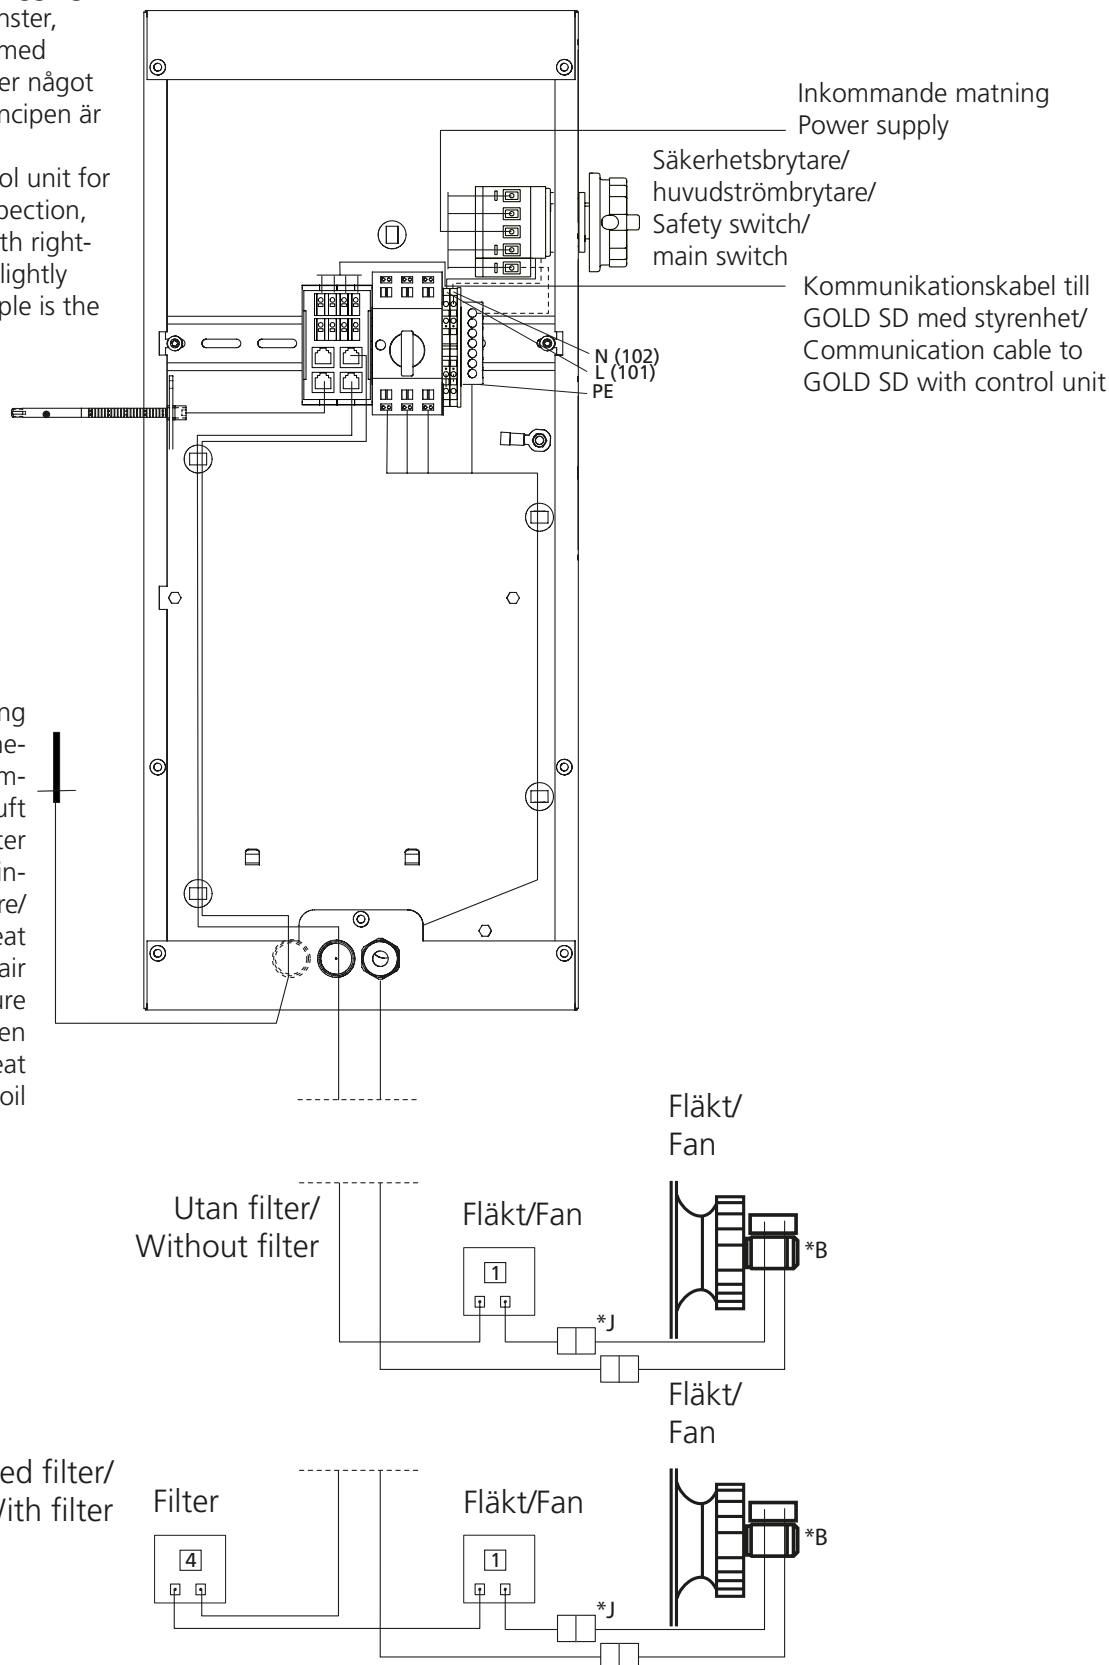 nster,
med
er något
ncipen är
ol unit for
pection,
th right-
lightly
ple is the
Inkommande matning
Power supply
Säkerhetsbrytare/
huvudströmbrytare/
Safety switch/
main switch
Kommunikationskabel till
GOLD SD med styrenhet/
Communication cable to
GOLD SD with control unit
N (102)
L (101)
PE
ng
ne-
m-
uft
ter
in-
re/
eat
air
ure
en
eat
oil
Fläkt/
Fan
Utan filter/
Without filter
Fläkt/Fan
1
*B
*J
Fläkt/
Fan
ed filter/
With filter
Filter
Fläkt/Fan
4
1
*B
*J